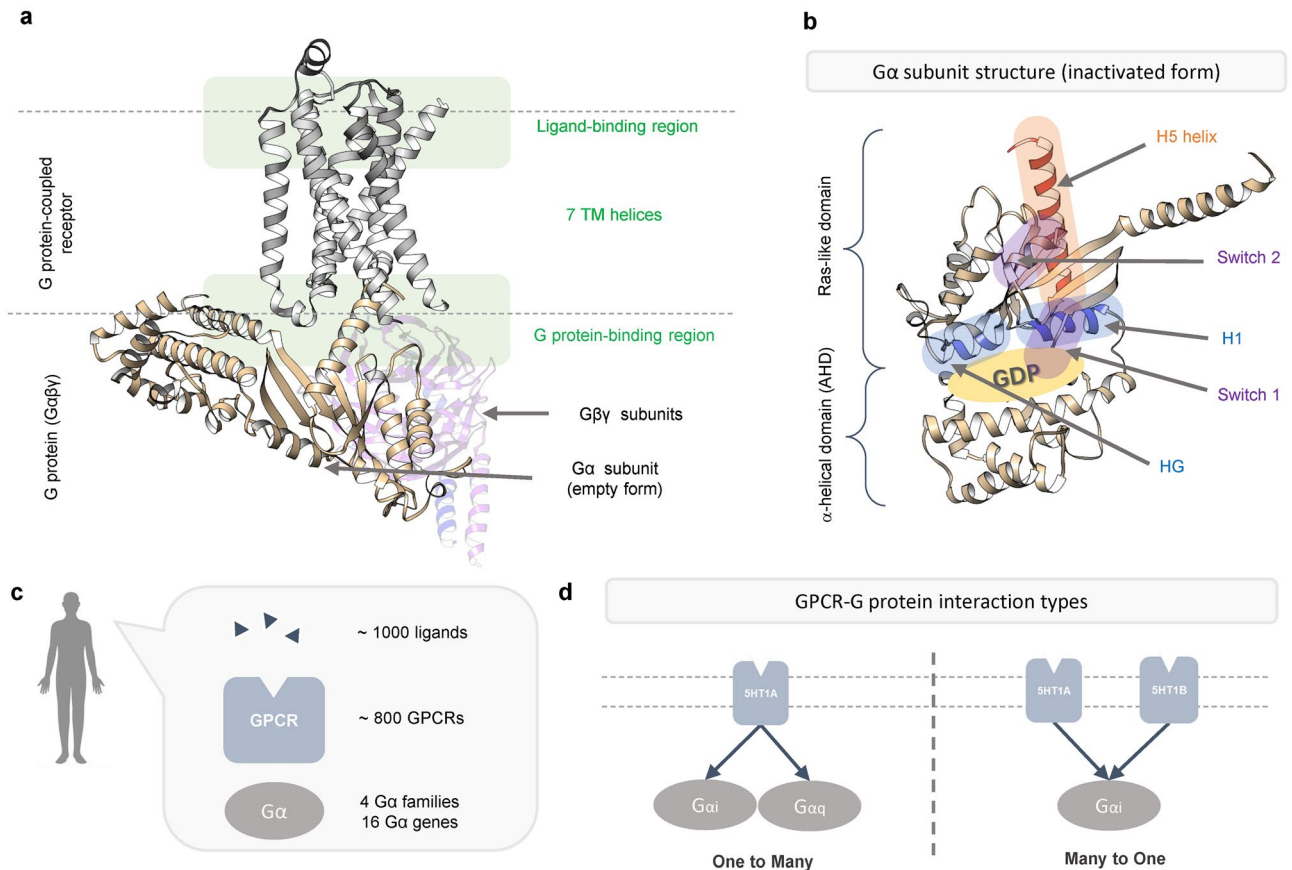 a
Ligand-binding region
7 TM helices
G protein-binding region
G protein-coupled
receptor
G protein (Gαβγ)
Gβγ subunits
Gα subunit
(empty form)
b
Gα subunit structure (inactivated form)
Ras-like domain
α-helical domain (AHD)
H5 helix
Switch 2
H1
Switch 1
HG
GDP
c
~ 1000 ligands
GPCR
~ 800 GPCRs
Gα
4 Gα families
16 Gα genes
d
GPCR-G protein interaction types
5HT1A
Gαi
Gαq
One to Many
5HT1A
5HT1B
Gαi
Many to One